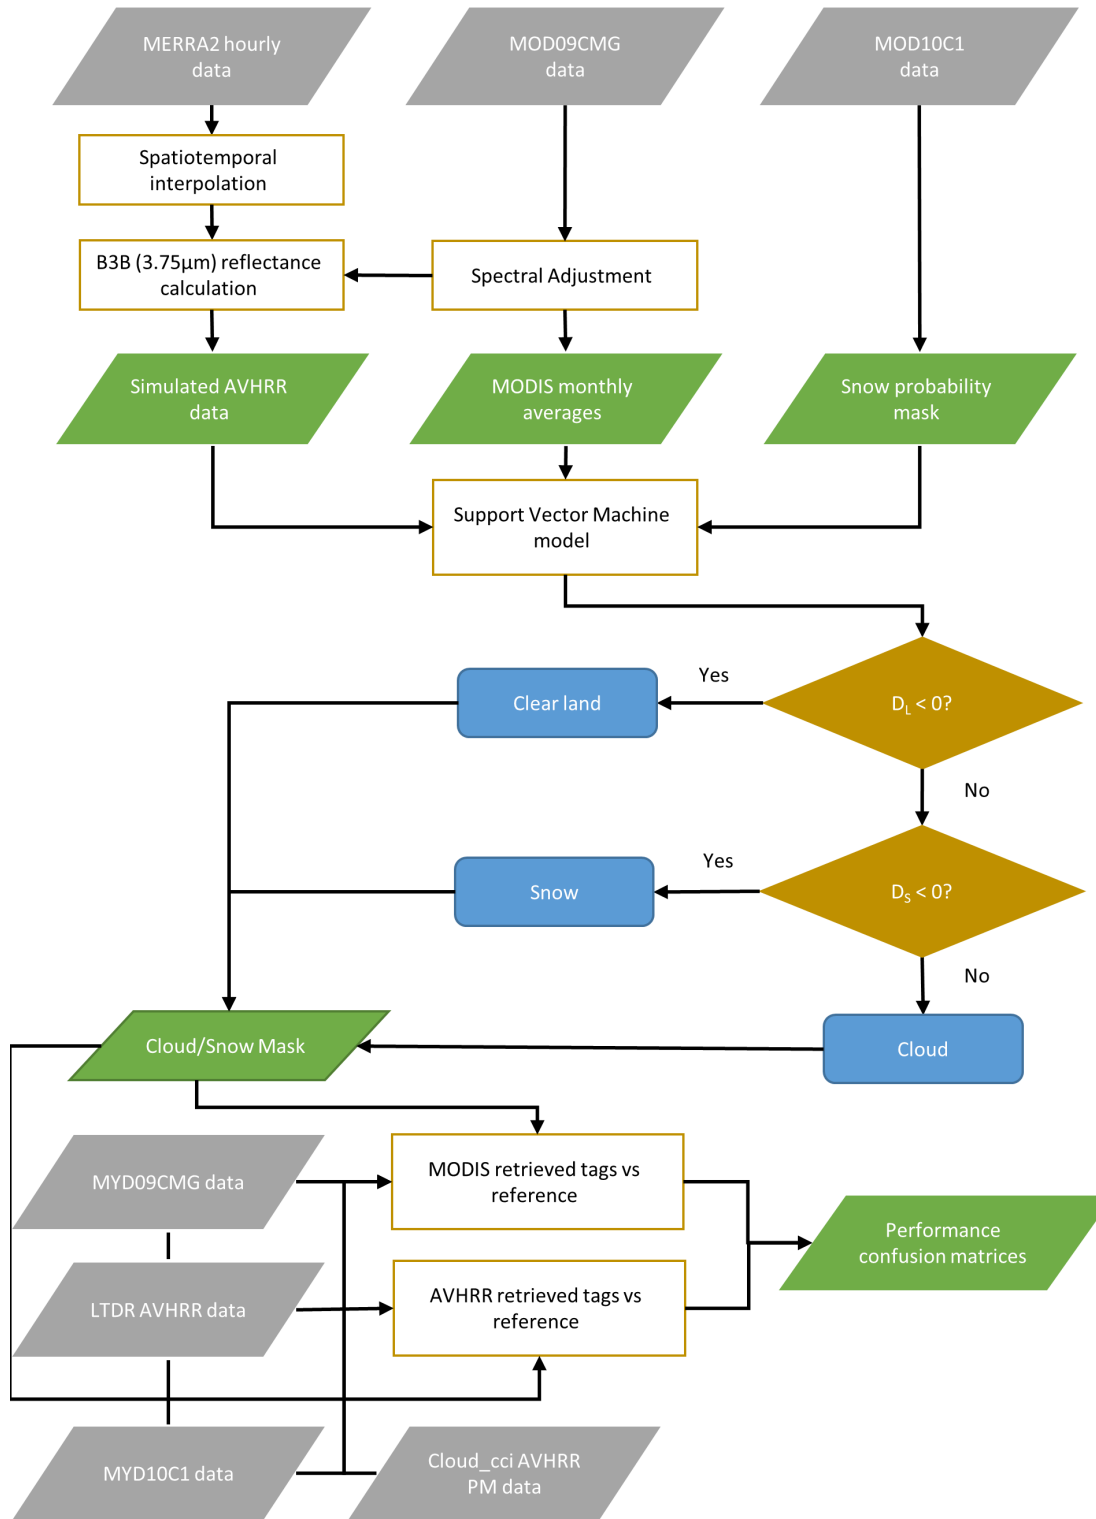 MERRA2 hourly
data
MOD09CMG
data
MOD10C1
data
Spatiotemporal
interpolation
B3B (3.75µm) reflectance
calculation
Spectral Adjustment
Simulated AVHRR
data
MODIS monthly
averages
Snow probability
mask
Support Vector Machine
model
Clear land
Yes
D_L < 0?
No
Snow
Yes
D_S < 0?
No
Cloud/Snow Mask
Cloud
MYD09CMG data
MODIS retrieved tags vs
reference
Performance
confusion matrices
LTDR AVHRR data
AVHRR retrieved tags vs
reference
MYD10C1 data
Cloud_cci AVHRR
PM data